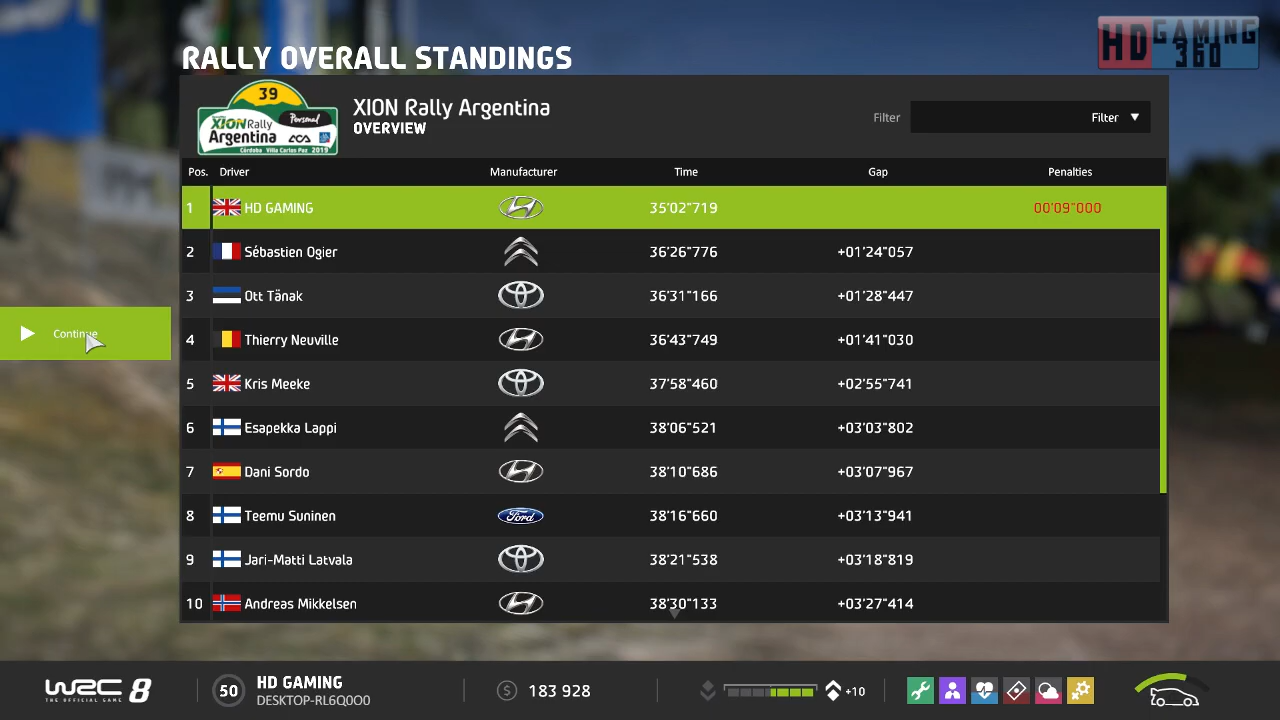 HD GAMING 360
RALLY OVERALL STANDINGS
39
XION Rally Argentina
Personal
ACA
Córdoba Villa Carlos Paz 2019
XION Rally Argentina
OVERVIEW
Filter
Filter
Pos. Driver Manufacturer Time Gap Penalties
1 HD GAMING 35'02"719 00'09"000
2 Sébastien Ogier 36'26"776 +01'24"057
3 Ott Tänak 36'31"166 +01'28"447
Continue
4 Thierry Neuville 36'43"749 +01'41"030
5 Kris Meeke 37'58"460 +02'55"741
6 Esapekka Lappi 38'06"521 +03'03"802
7 Dani Sordo 38'10"686 +03'07"967
8 Teemu Suninen Ford 38'16"660 +03'13"941
9 Jari-Matti Latvala 38'21"538 +03'18"819
10 Andreas Mikkelsen 38'30"133 +03'27"414
WRC 8
THE OFFICIAL GAME
50
HD GAMING
DESKTOP-RL6Q0O0
$ 183 928
+10